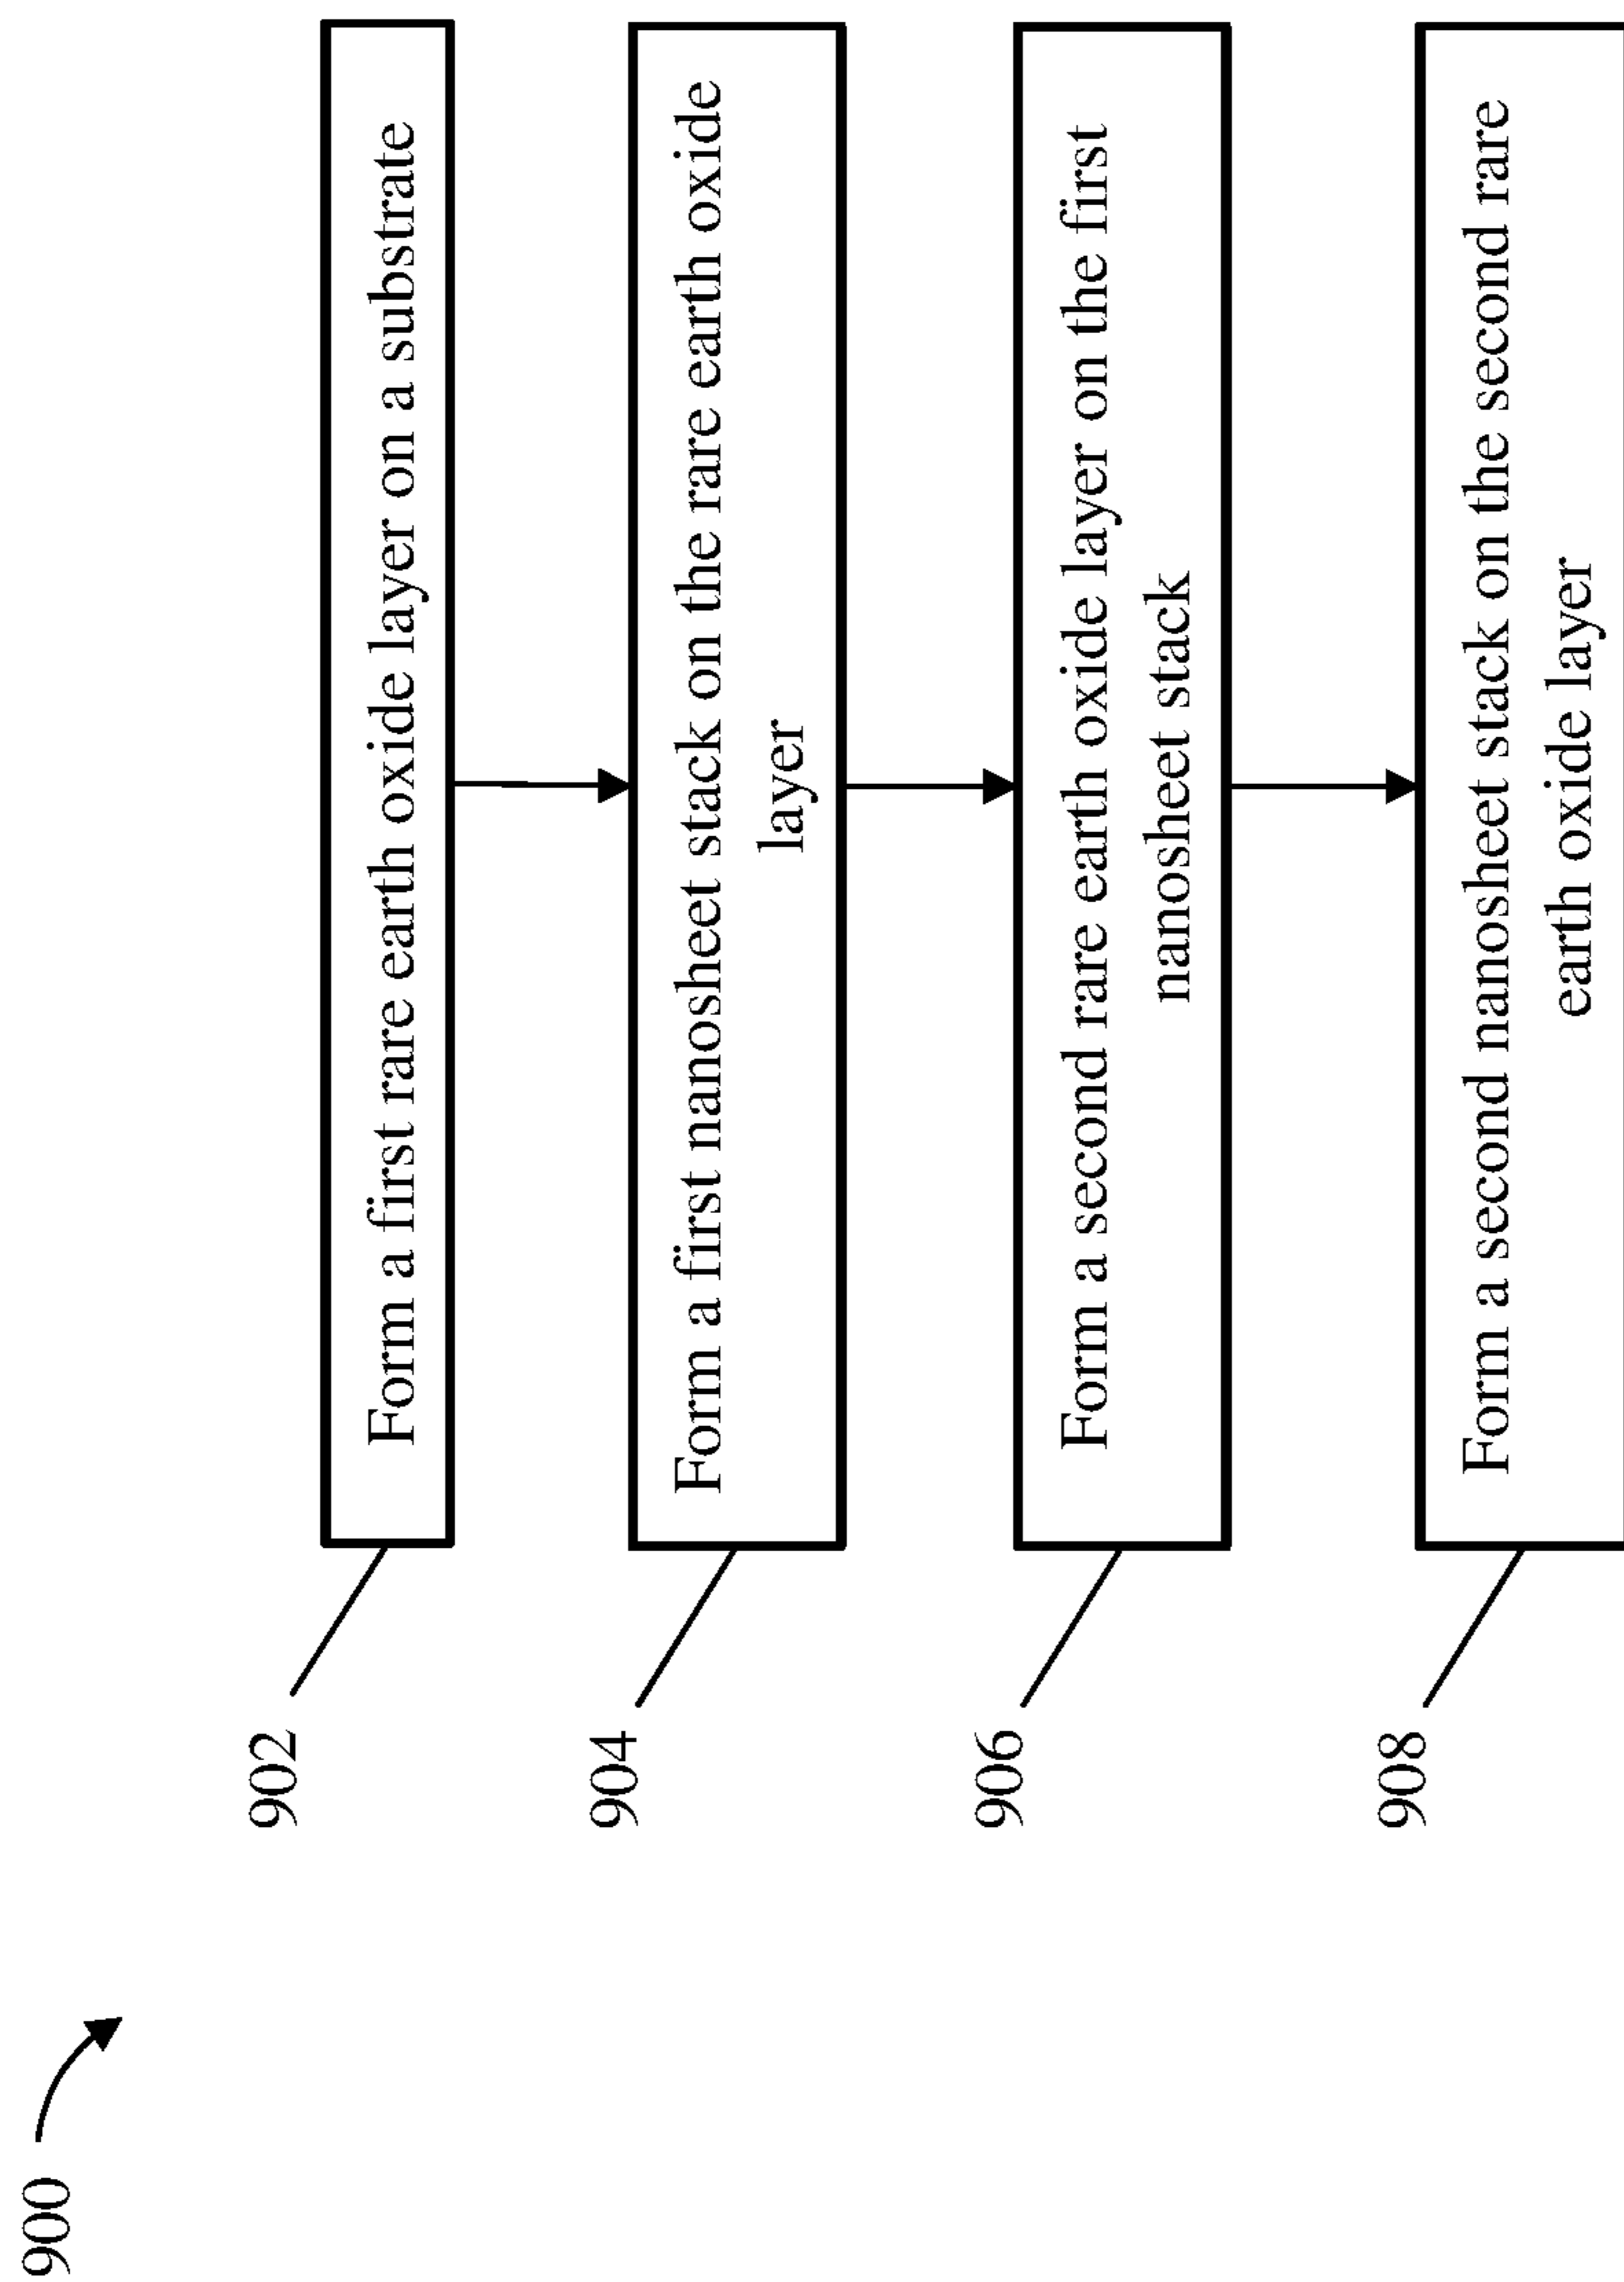 900
902
Form a first rare earth oxide layer on a substrate
904
Form a first nanosheet stack on the rare earth oxide
layer
906
Form a second rare earth oxide layer on the first
nanosheet stack
908
Form a second nanosheet stack on the second rare
earth oxide layer